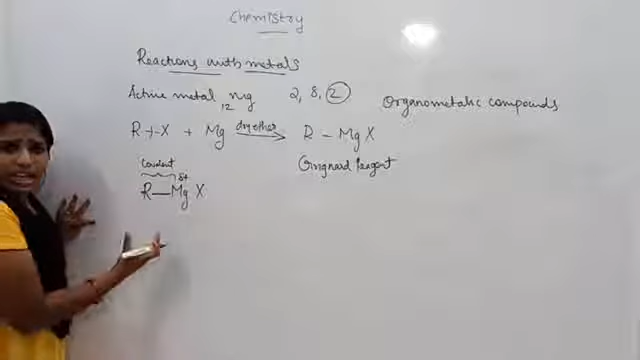 Chemistry
Reactions with metals
Active metal 12 Mg 2, 8, 2 Organometalic compounds
R + X + Mg dry ether → R - Mg X
Covalent Gringnard Reagent
δ+
R — Mg X